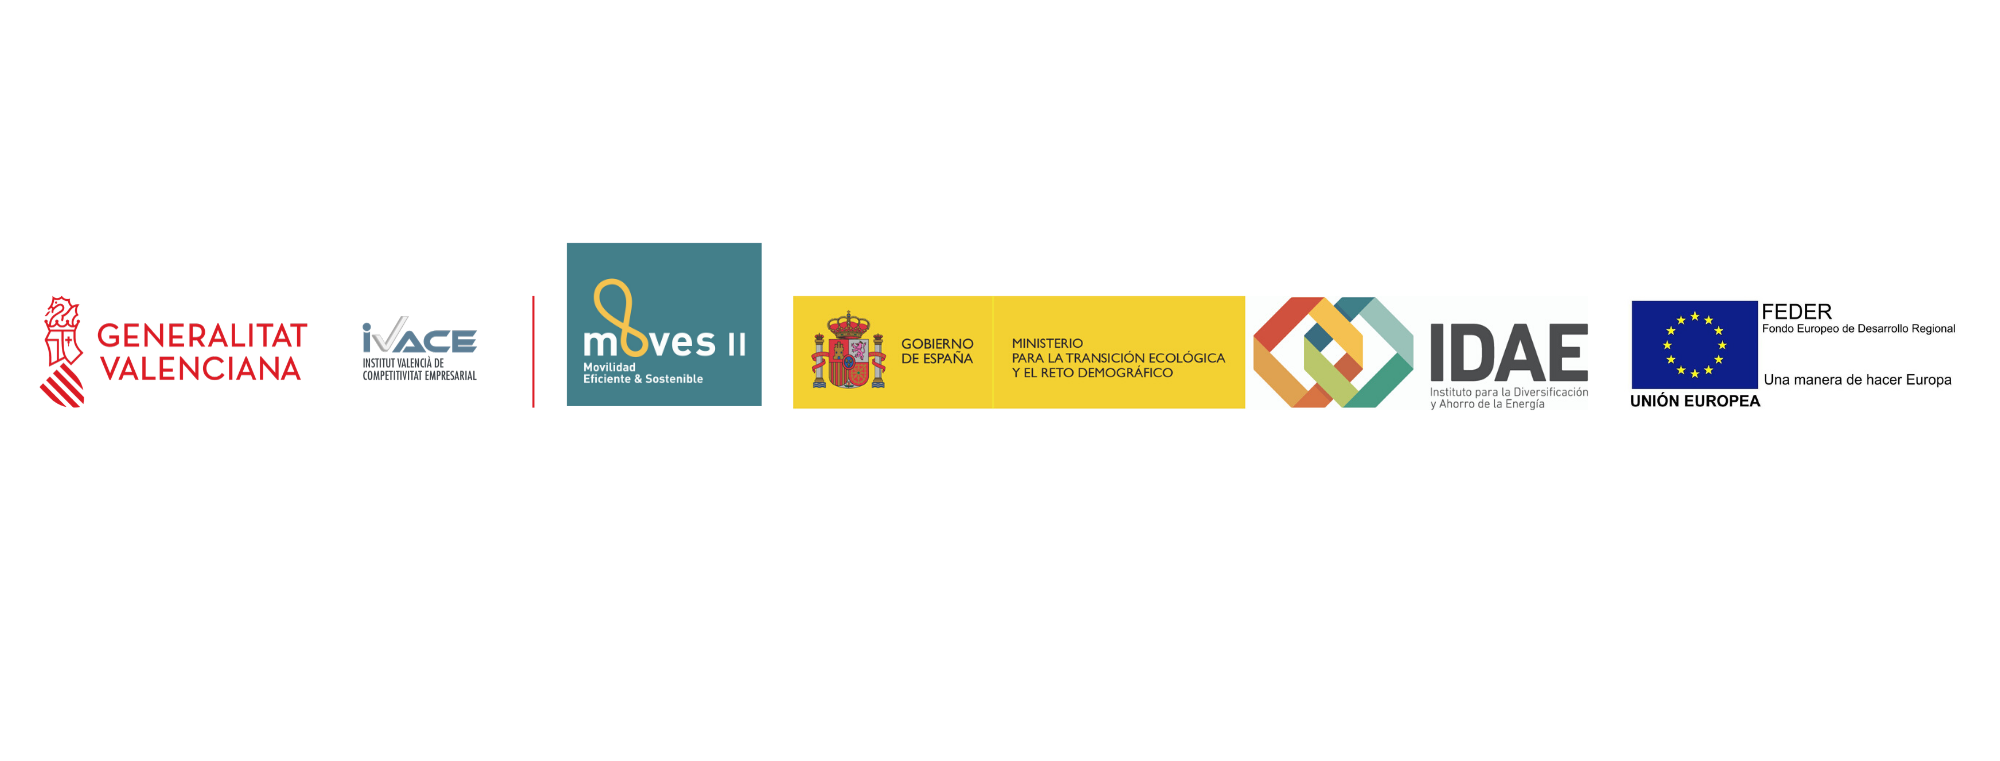 GENERALITAT
VALENCIANA
iVACE
INSTITUT VALENCIÀ DE
COMPETITIVITAT EMPRESARIAL
moves II
Movilidad
Eficiente & Sostenible
GOBIERNO
DE ESPAÑA
MINISTERIO
PARA LA TRANSICIÓN ECOLÓGICA
Y EL RETO DEMOGRÁFICO
IDAE
Instituto para la Diversificación
y Ahorro de la Energía
FEDER
Fondo Europeo de Desarrollo Regional
Una manera de hacer Europa
UNIÓN EUROPEA